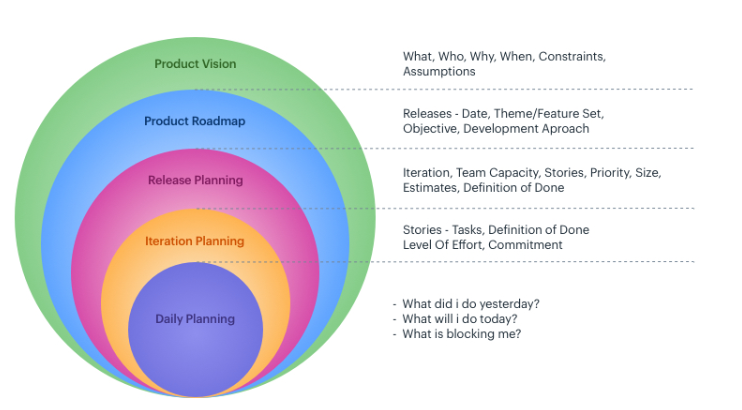 Product Vision
What, Who, Why, When, Constraints,
Assumptions
Product Roadmap
Releases - Date, Theme/Feature Set,
Objective, Development Aproach
Release Planning
Iteration, Team Capacity, Stories, Priority, Size,
Estimates, Definition of Done
Iteration Planning
Stories - Tasks, Definition of Done
Level Of Effort, Commitment
Daily Planning
- What did i do yesterday?
- What will i do today?
- What is blocking me?